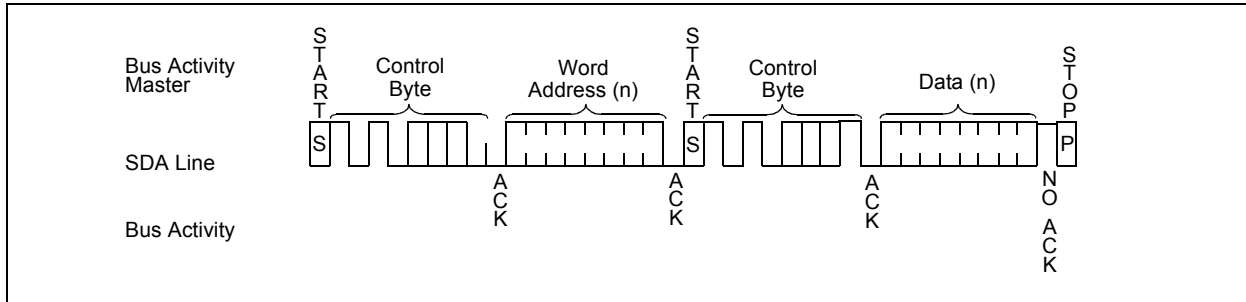 Bus Activity
Master
SDA Line
Bus Activity
START
Control
Byte
Word
Address (n)
START
Control
Byte
Data (n)
STOP
S
S
P
ACK
ACK
ACK
NO ACK